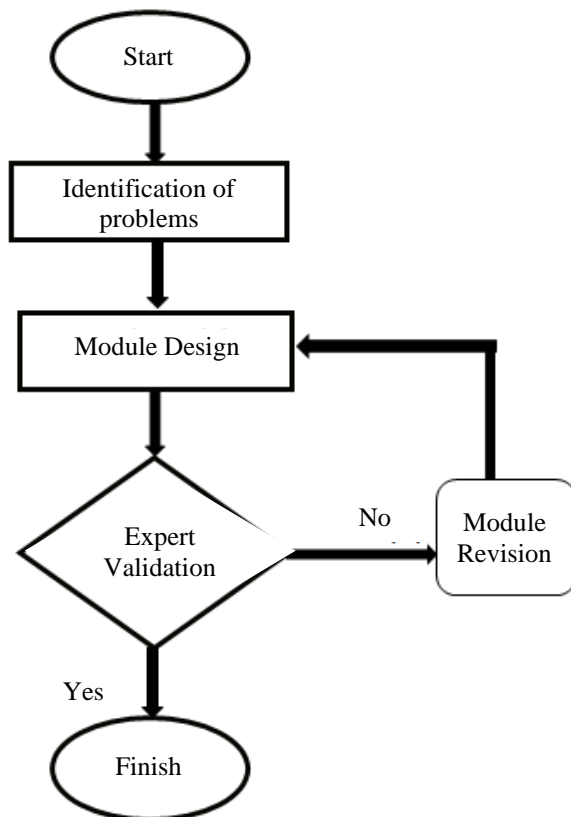 Start
Identification of
problems
Module Design
Expert
Validation
No
Module
Revision
Yes
Finish